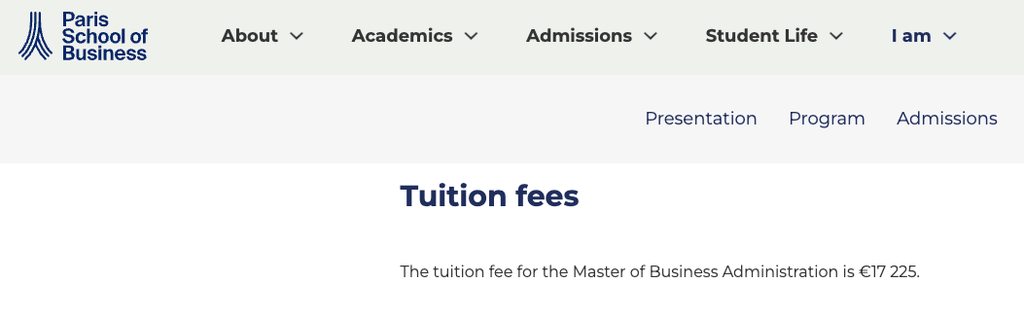 Paris
School of
Business
About
Academics
Admissions
Student Life
I am
Presentation
Program
Admissions
Tuition fees
The tuition fee for the Master of Business Administration is €17 225.